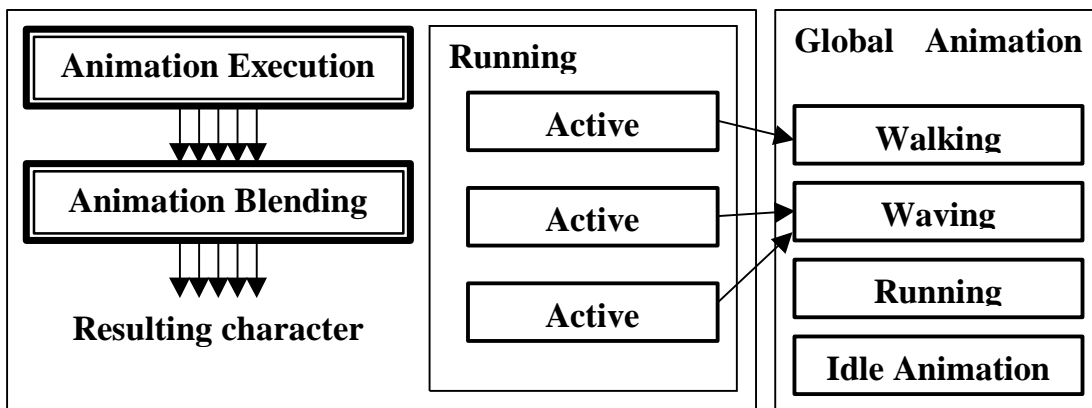 Animation Execution
Animation Blending
Resulting character
Running
Active
Active
Active
Global Animation
Walking
Waving
Running
Idle Animation